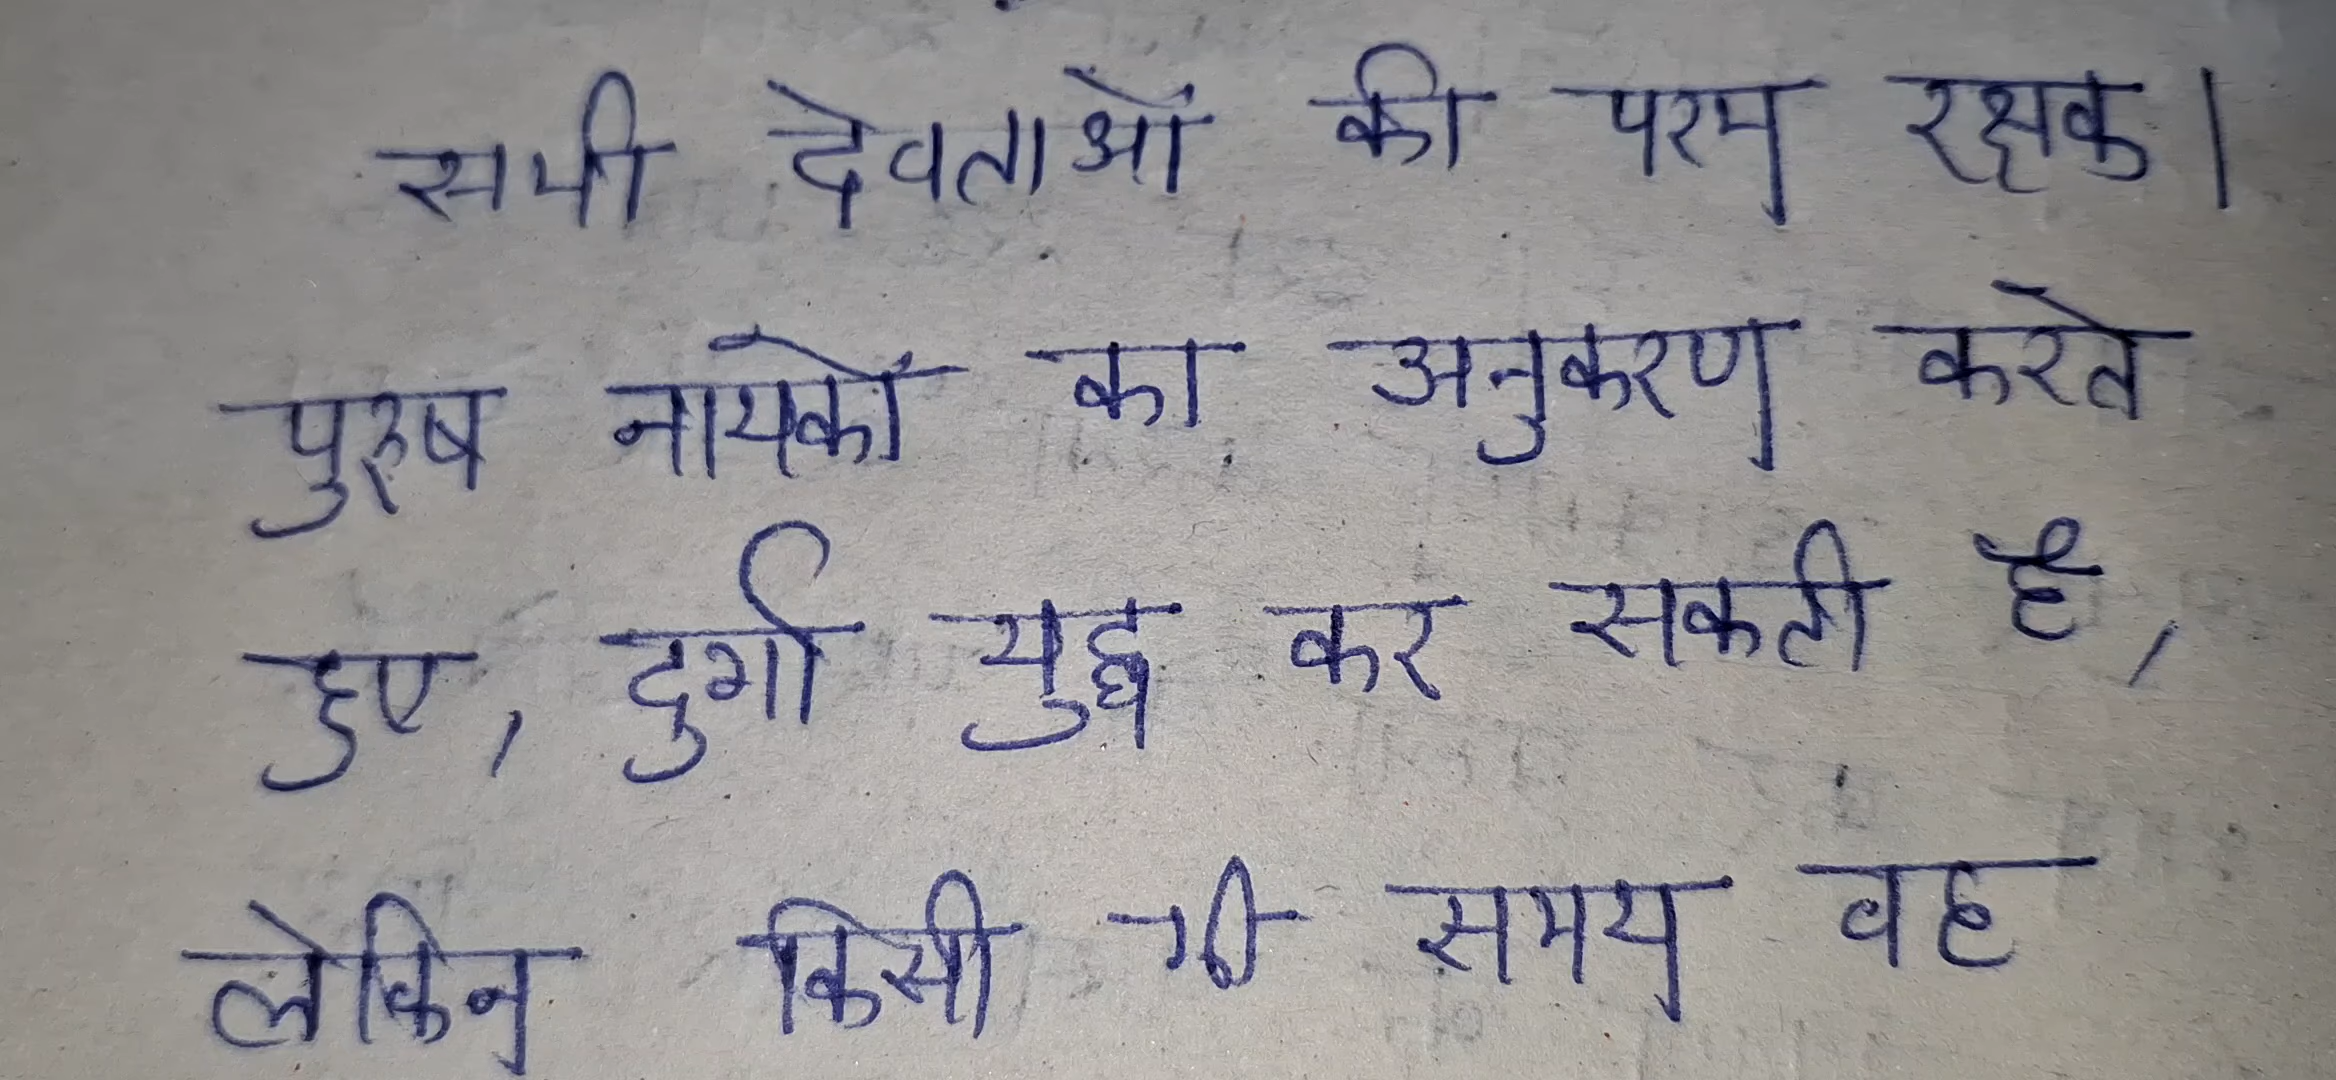 सभी देवताओं की परम रक्षक।
पुरुष नायकों का अनुकरण करते
हुए, दुर्गा युद्ध कर सकती है,
लेकिन किसी भी समय वह